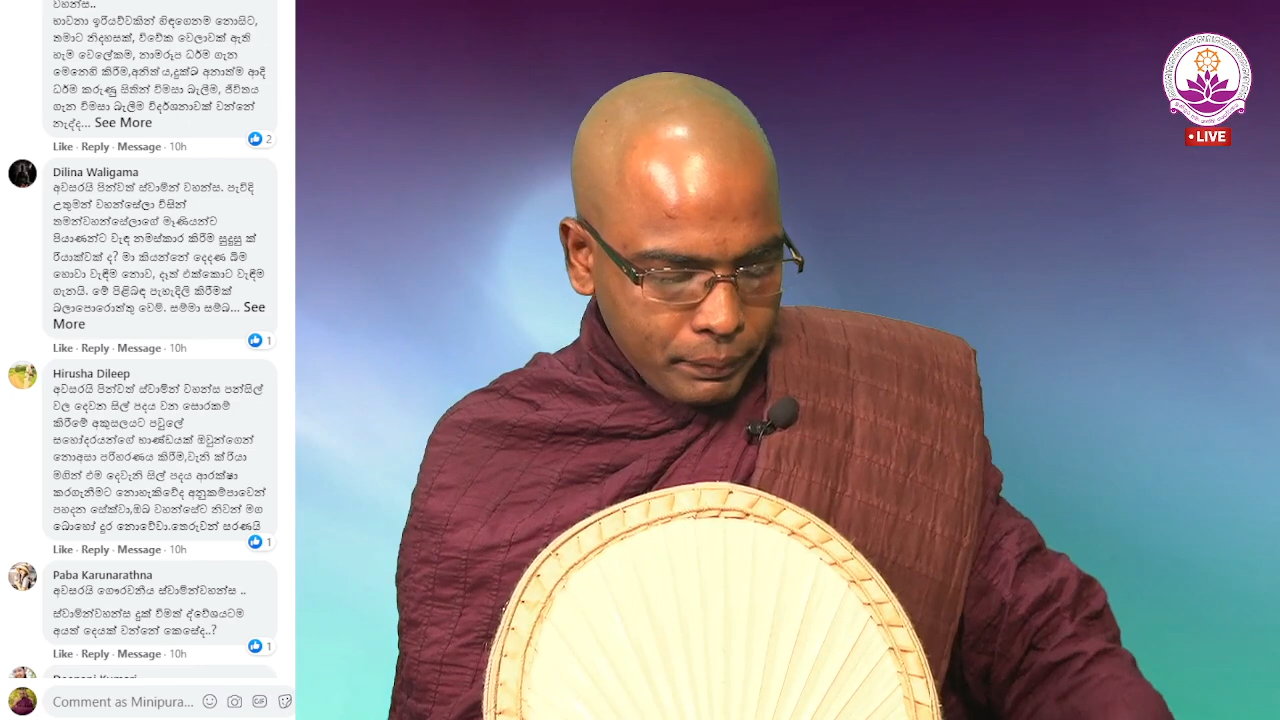 වහන්ස..
භාවනා ඉරියව්වකින් හිඳගෙනම නොසිට,
තමාට නිදහසක්, විවේක වෙලාවක් ඇති
හැම වෙලේකම, නාමරූප ධර්ම ගැන
මෙනෙහි කිරීම,අනිත්‍ය,දුක්ඛ අනාත්ම ආදී
ධර්ම කරුණු සිතින් විමසා බැලීම, ජීවිතය
ගැන විමසා බැලීම විදර්ශනාවක් වන්නේ
නැද්ද... See More
Like · Reply · Message · 10h
2
Dilina Waligama
අවසරයි පින්වත් ස්වාමීන් වහන්ස. පැවිදි
උතුමන් වහන්සේලා විසින්
තමන්වහන්සේලාගේ මෑණියන්ට
පියාණන්ට වැඳ නමස්කාර කිරීම සුදුසු ක්
රියාක්වක් ද? මා කියන්නේ දෙදණ බිම
හොවා වැඳීම නොව, දෑත් එක්කොට වැඳීම
ගැනයි. මේ පිළිබඳ පැහැදිලි කිරීමක්
බලාපොරොත්තු වෙමි. සම්මා සම්බ... See
More
Like · Reply · Message · 10h
1
Hirusha Dileep
අවසරයි පින්වත් ස්වාමීන් වහන්ස පන්සිල්
වල දෙවන සිල් පදය වන සොරකම්
කිරීමේ අකුසලයට පවුලේ
සහෝදරයන්ගේ භාණ්ඩයක් ඔවුන්ගෙන්
නොඅසා පරිහරණය කිරීම,වැනි ක්‍රියා
මගින් එම දෙවැනි සිල් පදය ආරක්ෂා
කරගැනීමට නොහැකිවේද අනුකම්පාවෙන්
පහදන සේක්වා,ඔබ වහන්සේට නිවන් මග
බොහෝ දුර නොවේවා.තෙරුවන් සරණයි
Like · Reply · Message · 10h
1
Paba Karunarathna
අවසරයි ගෞරවනීය ස්වාමීන්වහන්ස ..
ස්වාමීන්වහන්ස දුක් වීමත් ද්වේශයටම
අයත් දෙයක් වන්නේ කෙසේද..?
Like · Reply · Message · 10h
1
Comment as Minipura...
GIF
• LIVE